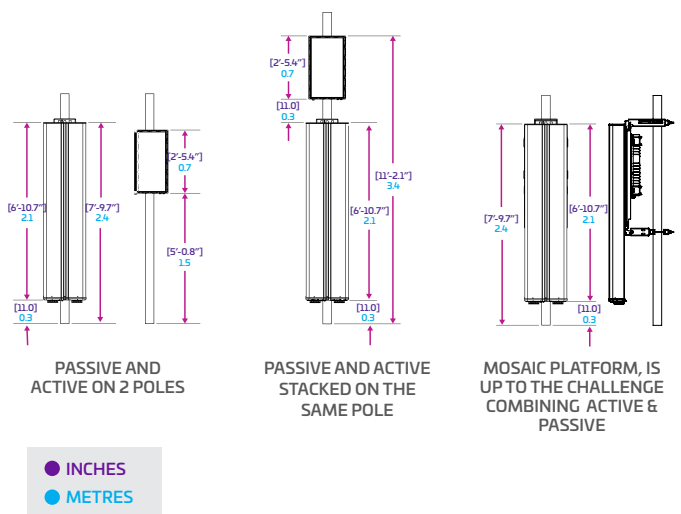 [6'-10.7"]
2.1
[7'-9.7"]
2.4
[11.0]
0.3
[2'-5.4"]
0.7
[5'-0.8"]
1.5
PASSIVE AND
ACTIVE ON 2 POLES
[2'-5.4"]
0.7
[11.0]
0.3
[11'-2.1"]
3.4
[6'-10.7"]
2.1
[11.0]
0.3
PASSIVE AND ACTIVE
STACKED ON THE
SAME POLE
[7'-9.7"]
2.4
[6'-10.7"]
2.1
[11.0]
0.3
MOSAIC PLATFORM, IS
UP TO THE CHALLENGE
COMBINING ACTIVE &
PASSIVE
INCHES
METRES